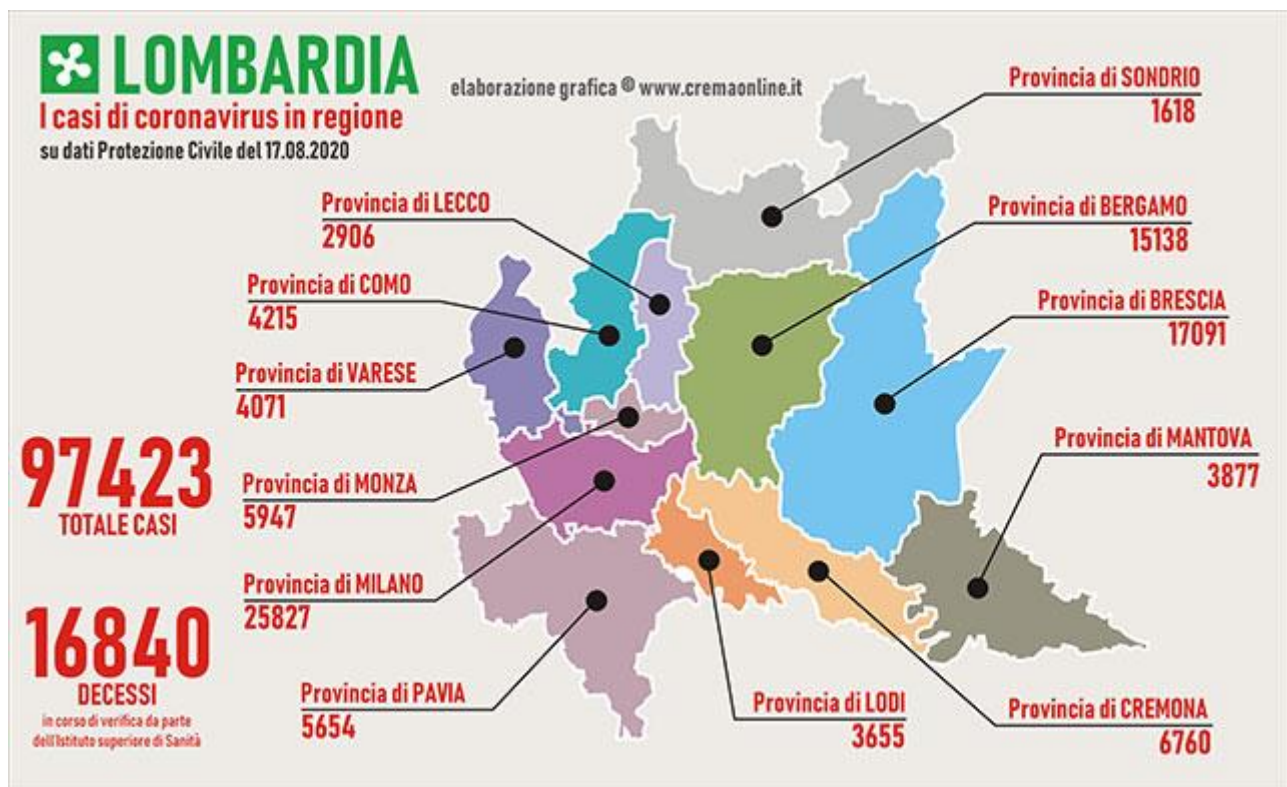 LOMBARDIA
I casi di coronavirus in regione
su dati Protezione Civile del 17.08.2020
elaborazione grafica © www.cremaonline.it
Provincia di SONDRIO
1618
Provincia di LECCO
2906
Provincia di BERGAMO
15138
Provincia di COMO
4215
Provincia di BRESCIA
17091
Provincia di VARESE
4071
Provincia di MANTOVA
3877
97423
TOTALE CASI
Provincia di MONZA
5947
Provincia di MILANO
25827
16840
DECESSI
in corso di verifica da parte
dell'Istituto superiore di Sanità
Provincia di PAVIA
5654
Provincia di LODI
3655
Provincia di CREMONA
6760